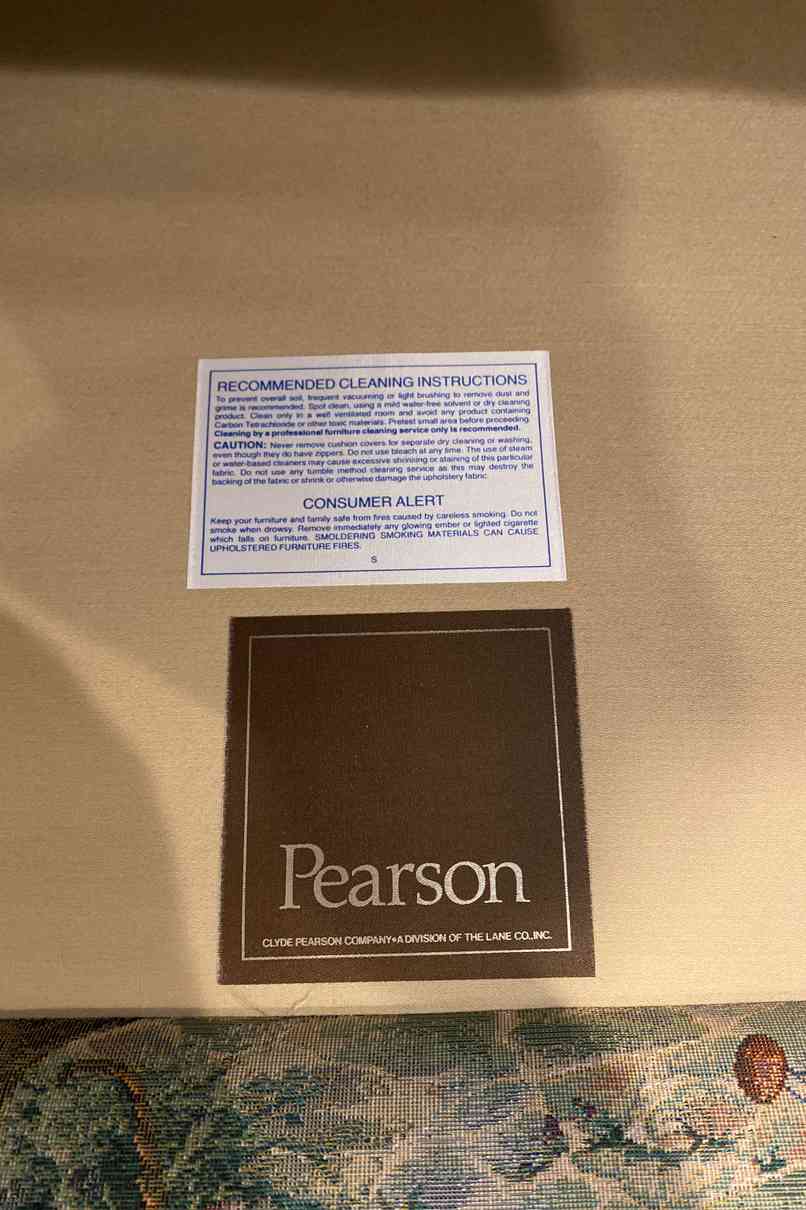 RECOMMENDED CLEANING INSTRUCTIONS
To prevent overall soil, frequent vacuuming or light brushing to remove dust and
grime is recommended. Spot clean, using a mild water-free solvent or dry cleaning
product. Clean only in a well ventilated room and avoid any product containing
Carbon Tetrachloride or other toxic materials. Pretest small area before proceeding.
Cleaning by a professional furniture cleaning service only is recommended.
CAUTION: Never remove cushion covers for separate dry cleaning or washing,
even though they do have zippers. Do not use bleach at any time. The use of steam
or water-based cleaners may cause excessive shrinking or staining of this particular
fabric. Do not use any tumble method cleaning service as this may destroy the
backing of the fabric or shrink or otherwise damage the upholstery fabric.
CONSUMER ALERT
Keep your furniture and family safe from fires caused by careless smoking. Do not
smoke when drowsy. Remove immediately any glowing ember or lighted cigarette
which falls on furniture. SMOLDERING SMOKING MATERIALS CAN CAUSE
UPHOLSTERED FURNITURE FIRES.
S
Pearson
CLYDE PEARSON COMPANY•A DIVISION OF THE LANE CO.,INC.